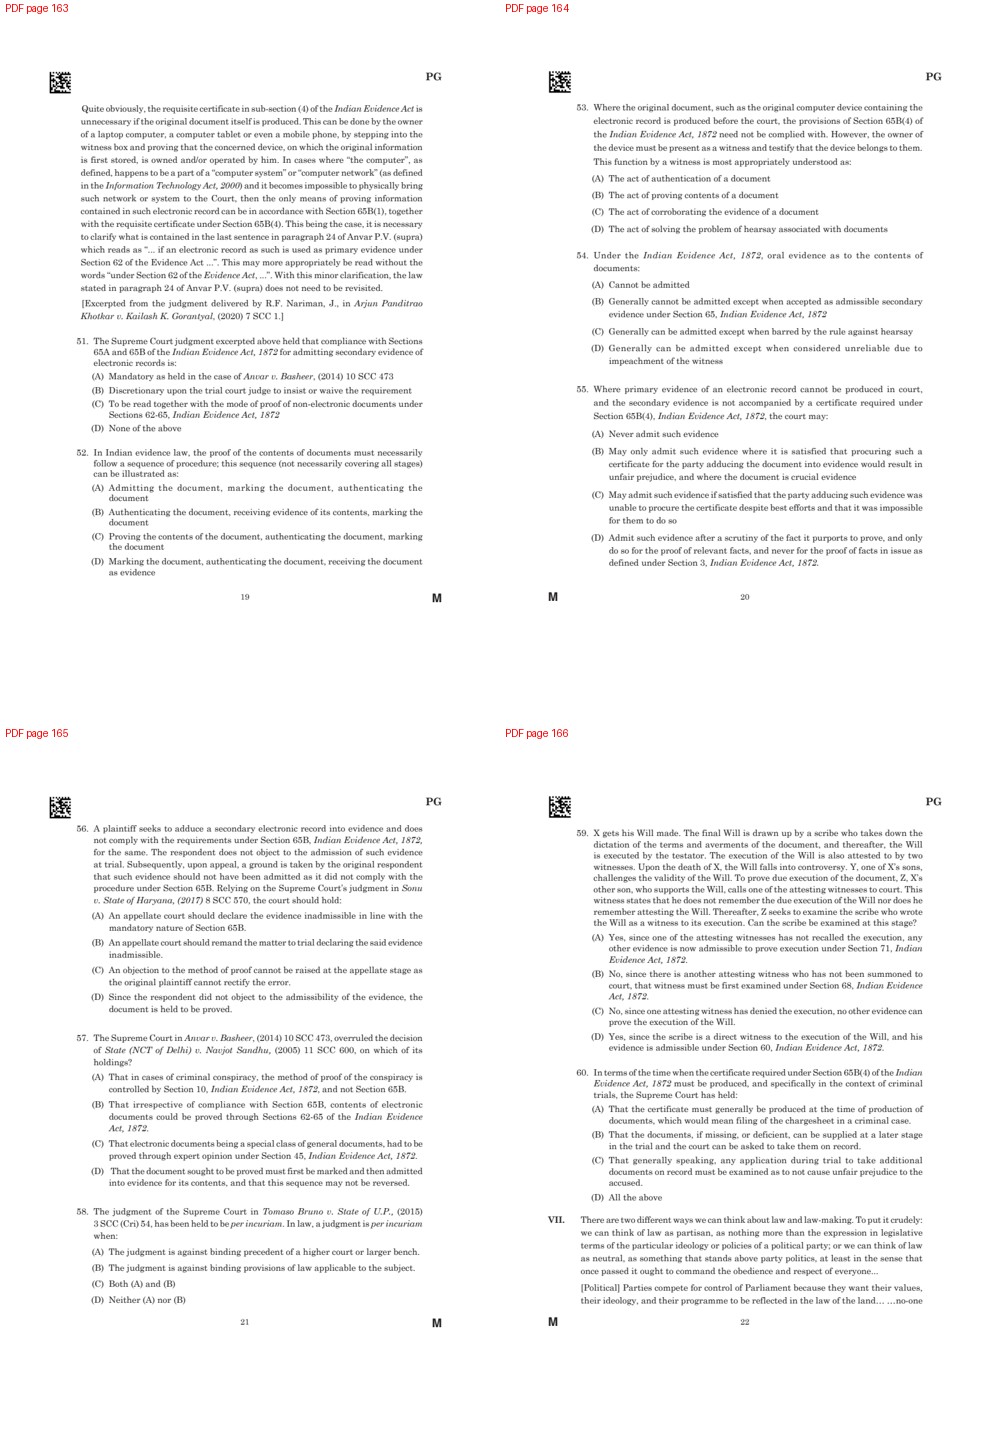 PDF page 163
PG
Quite obviously, the requisite certificate in sub-section (4) of the Indian Evidence Act is
unnecessary if the original document itself is produced. This can be done by the owner
of a laptop computer, a computer tablet or even a mobile phone, by stepping into the
witness box and proving that the concerned device, on which the original information
is first stored, is owned and/or operated by him. In cases where “the computer”, as
defined, happens to be a part of a “computer system” or “computer network” (as defined
in the Information Technology Act, 2000) and it becomes impossible to physically bring
such network or system to the Court, then the only means of proving information
contained in such electronic record can be in accordance with Section 65B(1), together
with the requisite certificate under Section 65B(4). This being the case, it is necessary
to clarify what is contained in the last sentence in paragraph 24 of Anvar P.V. (supra)
which reads as “... if an electronic record as such is used as primary evidence under
Section 62 of the Evidence Act ...”. This may more appropriately be read without the
words “under Section 62 of the Evidence Act, ...”. With this minor clarification, the law
stated in paragraph 24 of Anvar P.V. (supra) does not need to be revisited.
[Excerpted from the judgment delivered by R.F. Nariman, J., in Arjun Panditrao
Khotkar v. Kailash K. Gorantyal, (2020) 7 SCC 1.]
51. The Supreme Court judgment excerpted above held that compliance with Sections
65A and 65B of the Indian Evidence Act, 1872 for admitting secondary evidence of
electronic records is:
(A) Mandatory as held in the case of Anvar v. Basheer, (2014) 10 SCC 473
(B) Discretionary upon the trial court judge to insist or waive the requirement
(C) To be read together with the mode of proof of non-electronic documents under
Sections 62-65, Indian Evidence Act, 1872
(D) None of the above
52. In Indian evidence law, the proof of the contents of documents must necessarily
follow a sequence of procedure; this sequence (not necessarily covering all stages)
can be illustrated as:
(A) Admitting the document, marking the document, authenticating the
document
(B) Authenticating the document, receiving evidence of its contents, marking the
document
(C) Proving the contents of the document, authenticating the document, marking
the document
(D) Marking the document, authenticating the document, receiving the document
as evidence
19
M
PDF page 164
PG
53. Where the original document, such as the original computer device containing the
electronic record is produced before the court, the provisions of Section 65B(4) of
the Indian Evidence Act, 1872 need not be complied with. However, the owner of
the device must be present as a witness and testify that the device belongs to them.
This function by a witness is most appropriately understood as:
(A) The act of authentication of a document
(B) The act of proving contents of a document
(C) The act of corroborating the evidence of a document
(D) The act of solving the problem of hearsay associated with documents
54. Under the Indian Evidence Act, 1872, oral evidence as to the contents of
documents:
(A) Cannot be admitted
(B) Generally cannot be admitted except when accepted as admissible secondary
evidence under Section 65, Indian Evidence Act, 1872
(C) Generally can be admitted except when barred by the rule against hearsay
(D) Generally can be admitted except when considered unreliable due to
impeachment of the witness
55. Where primary evidence of an electronic record cannot be produced in court,
and the secondary evidence is not accompanied by a certificate required under
Section 65B(4), Indian Evidence Act, 1872, the court may:
(A) Never admit such evidence
(B) May only admit such evidence where it is satisfied that procuring such a
certificate for the party adducing the document into evidence would result in
unfair prejudice, and where the document is crucial evidence
(C) May admit such evidence if satisfied that the party adducing such evidence was
unable to procure the certificate despite best efforts and that it was impossible
for them to do so
(D) Admit such evidence after a scrutiny of the fact it purports to prove, and only
do so for the proof of relevant facts, and never for the proof of facts in issue as
defined under Section 3, Indian Evidence Act, 1872.
M
20
PDF page 165
PG
56. A plaintiff seeks to adduce a secondary electronic record into evidence and does
not comply with the requirements under Section 65B, Indian Evidence Act, 1872,
for the same. The respondent does not object to the admission of such evidence
at trial. Subsequently, upon appeal, a ground is taken by the original respondent
that such evidence should not have been admitted as it did not comply with the
procedure under Section 65B. Relying on the Supreme Court’s judgment in Sonu
v. State of Haryana, (2017) 8 SCC 570, the court should hold:
(A) An appellate court should declare the evidence inadmissible in line with the
mandatory nature of Section 65B.
(B) An appellate court should remand the matter to trial declaring the said evidence
inadmissible.
(C) An objection to the method of proof cannot be raised at the appellate stage as
the original plaintiff cannot rectify the error.
(D) Since the respondent did not object to the admissibility of the evidence, the
document is held to be proved.
57. The Supreme Court in Anvar v. Basheer, (2014) 10 SCC 473, overruled the decision
of State (NCT of Delhi) v. Navjot Sandhu, (2005) 11 SCC 600, on which of its
holdings?
(A) That in cases of criminal conspiracy, the method of proof of the conspiracy is
controlled by Section 10, Indian Evidence Act, 1872, and not Section 65B.
(B) That irrespective of compliance with Section 65B, contents of electronic
documents could be proved through Sections 62-65 of the Indian Evidence
Act, 1872.
(C) That electronic documents being a special class of general documents, had to be
proved through expert opinion under Section 45, Indian Evidence Act, 1872.
(D) That the document sought to be proved must first be marked and then admitted
into evidence for its contents, and that this sequence may not be reversed.
58. The judgment of the Supreme Court in Tomaso Bruno v. State of U.P., (2015)
3 SCC (Cri) 54, has been held to be per incuriam. In law, a judgment is per incuriam
when:
(A) The judgment is against binding precedent of a higher court or larger bench.
(B) The judgment is against binding provisions of law applicable to the subject.
(C) Both (A) and (B)
(D) Neither (A) nor (B)
21
M
PDF page 166
PG
59. X gets his Will made. The final Will is drawn up by a scribe who takes down the
dictation of the terms and averments of the document, and thereafter, the Will
is executed by the testator. The execution of the Will is also attested to by two
witnesses. Upon the death of X, the Will falls into controversy. Y, one of X’s sons,
challenges the validity of the Will. To prove due execution of the document, Z, X’s
other son, who supports the Will, calls one of the attesting witnesses to court. This
witness states that he does not remember the due execution of the Will nor does he
remember attesting the Will. Thereafter, Z seeks to examine the scribe who wrote
the Will as a witness to its execution. Can the scribe be examined at this stage?
(A) Yes, since one of the attesting witnesses has not recalled the execution, any
other evidence is now admissible to prove execution under Section 71, Indian
Evidence Act, 1872.
(B) No, since there is another attesting witness who has not been summoned to
court, that witness must be first examined under Section 68, Indian Evidence
Act, 1872.
(C) No, since one attesting witness has denied the execution, no other evidence can
prove the execution of the Will.
(D) Yes, since the scribe is a direct witness to the execution of the Will, and his
evidence is admissible under Section 60, Indian Evidence Act, 1872.
60. In terms of the time when the certificate required under Section 65B(4) of the Indian
Evidence Act, 1872 must be produced, and specifically in the context of criminal
trials, the Supreme Court has held:
(A) That the certificate must generally be produced at the time of production of
documents, which would mean filing of the chargesheet in a criminal case.
(B) That the documents, if missing, or deficient, can be supplied at a later stage
in the trial and the court can be asked to take them on record.
(C) That generally speaking, any application during trial to take additional
documents on record must be examined as to not cause unfair prejudice to the
accused.
(D) All the above
VII. There are two different ways we can think about law and law-making. To put it crudely:
we can think of law as partisan, as nothing more than the expression in legislative
terms of the particular ideology or policies of a political party; or we can think of law
as neutral, as something that stands above party politics, at least in the sense that
once passed it ought to command the obedience and respect of everyone...
[Political] Parties compete for control of Parliament because they want their values,
their ideology, and their programme to be reflected in the law of the land… …no-one
M
22